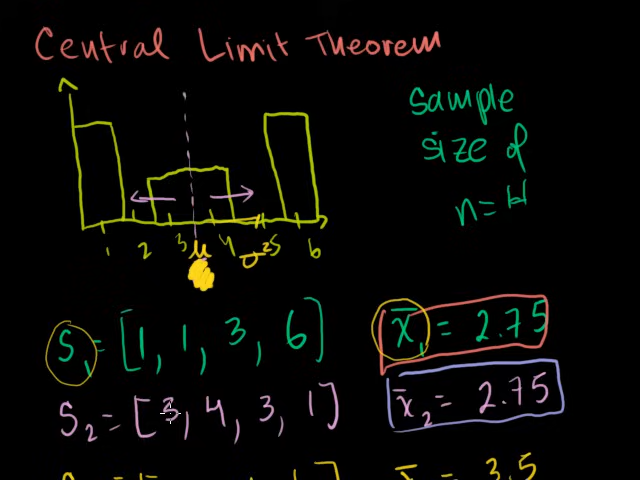 Central Limit Theorem
sample
size of
n=4
1 2 3 μ 4 σ² 5 6
S₁ = [1, 1, 3, 6] x̄₁ = 2.75
S₂ = [3, 4, 3, 1] x̄₂ = 2.75
3.5